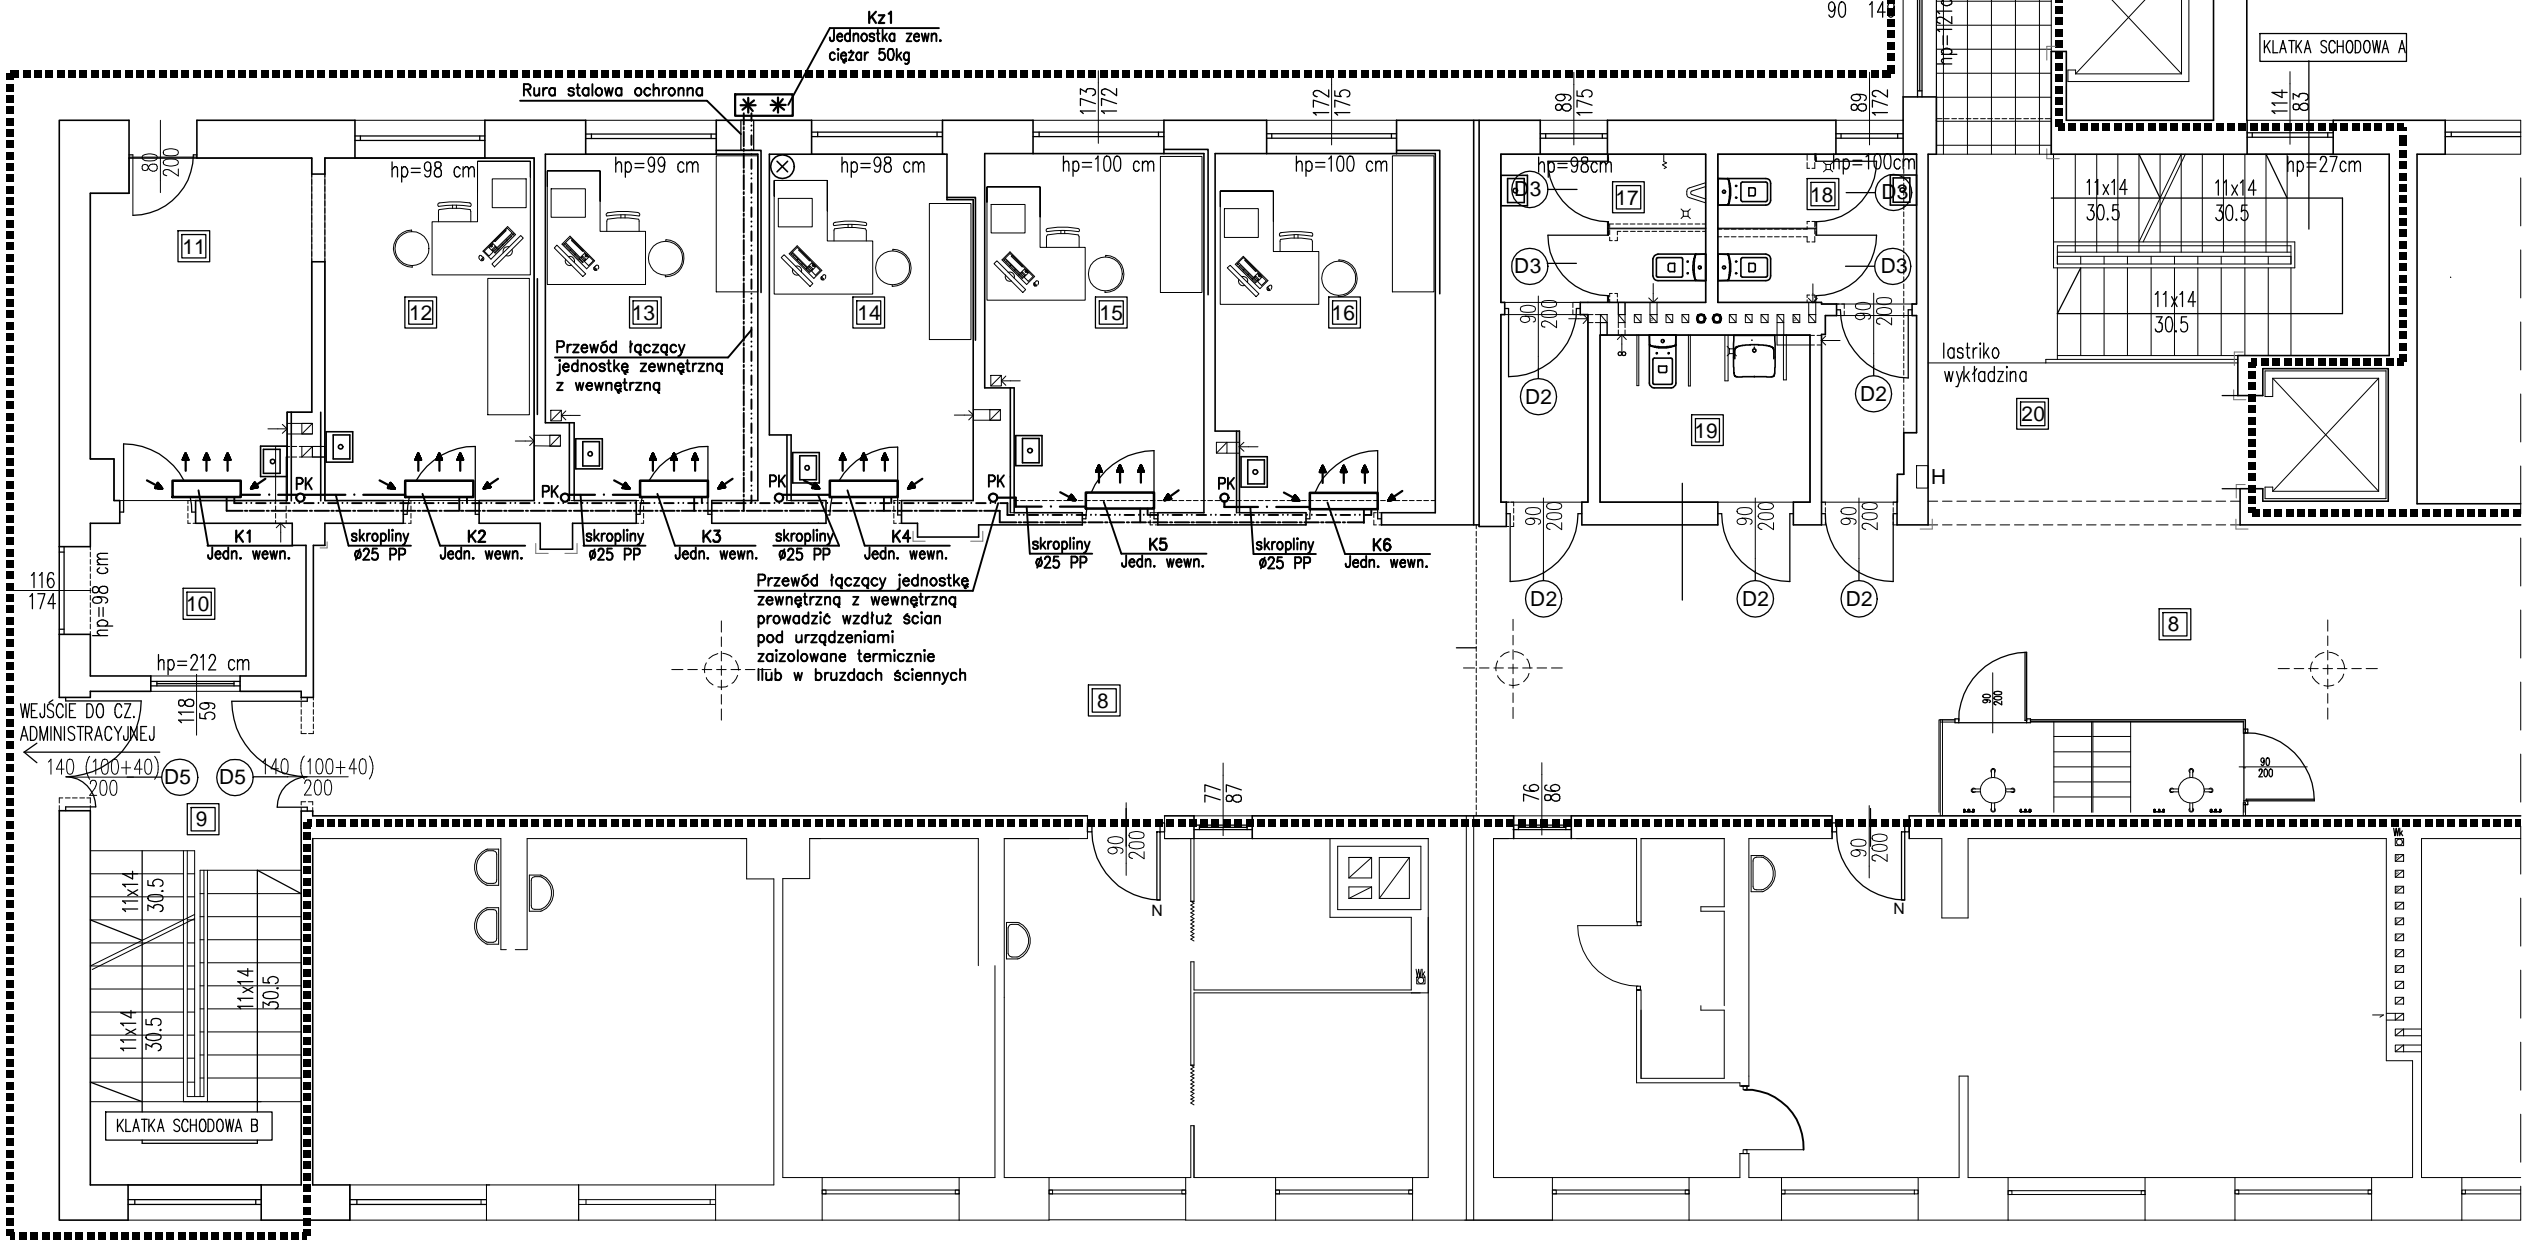 Kz1
Jednostka zewn.
ciężar 50kg
Rura stalowa ochronna
90 14
hp=121c
KLATKA SCHODOWA A
173
172
172
175
89
175
89
172
114
83
80
200
hp=98 cm
hp=99 cm
hp=98 cm
hp=100 cm
hp=100 cm
hp=98cm
hp=100cm
hp=27cm
D3
17
18
D3
11x14
30.5
11x14
30.5
11
D3
D3
12
13
14
15
16
90
200
90
200
11x14
30.5
Przewód łączący
jednostkę zewnętrzną
z wewnętrzną
lastriko
wykładzina
D2
D2
19
20
H
PK
PK
PK
PK
PK
K1
Jedn. wewn.
skropliny
ø25 PP
K2
Jedn. wewn.
skropliny
ø25 PP
K3
Jedn. wewn.
skropliny
ø25 PP
K4
Jedn. wewn.
skropliny
ø25 PP
K5
Jedn. wewn.
skropliny
ø25 PP
K6
Jedn. wewn.
90
200
90
200
90
200
D2
D2
D2
116
174
hp=98 cm
10
Przewód łączący jednostkę
zewnętrzną z wewnętrzną
prowadzić wzdłuż ścian
pod urządzeniami
zaizolowane termicznie
llub w bruzdach ściennych
8
hp=212 cm
118
59
8
90
200
WEJŚCIE DO CZ.
ADMINISTRACYJNEJ
140 (100+40)
200
D5
D5
140 (100+40)
200
90
200
77
87
76
86
9
90
200
N
90
200
N
Wk
11x14
30.5
11x14
30.5
11x14
30.5
Wk
KLATKA SCHODOWA B